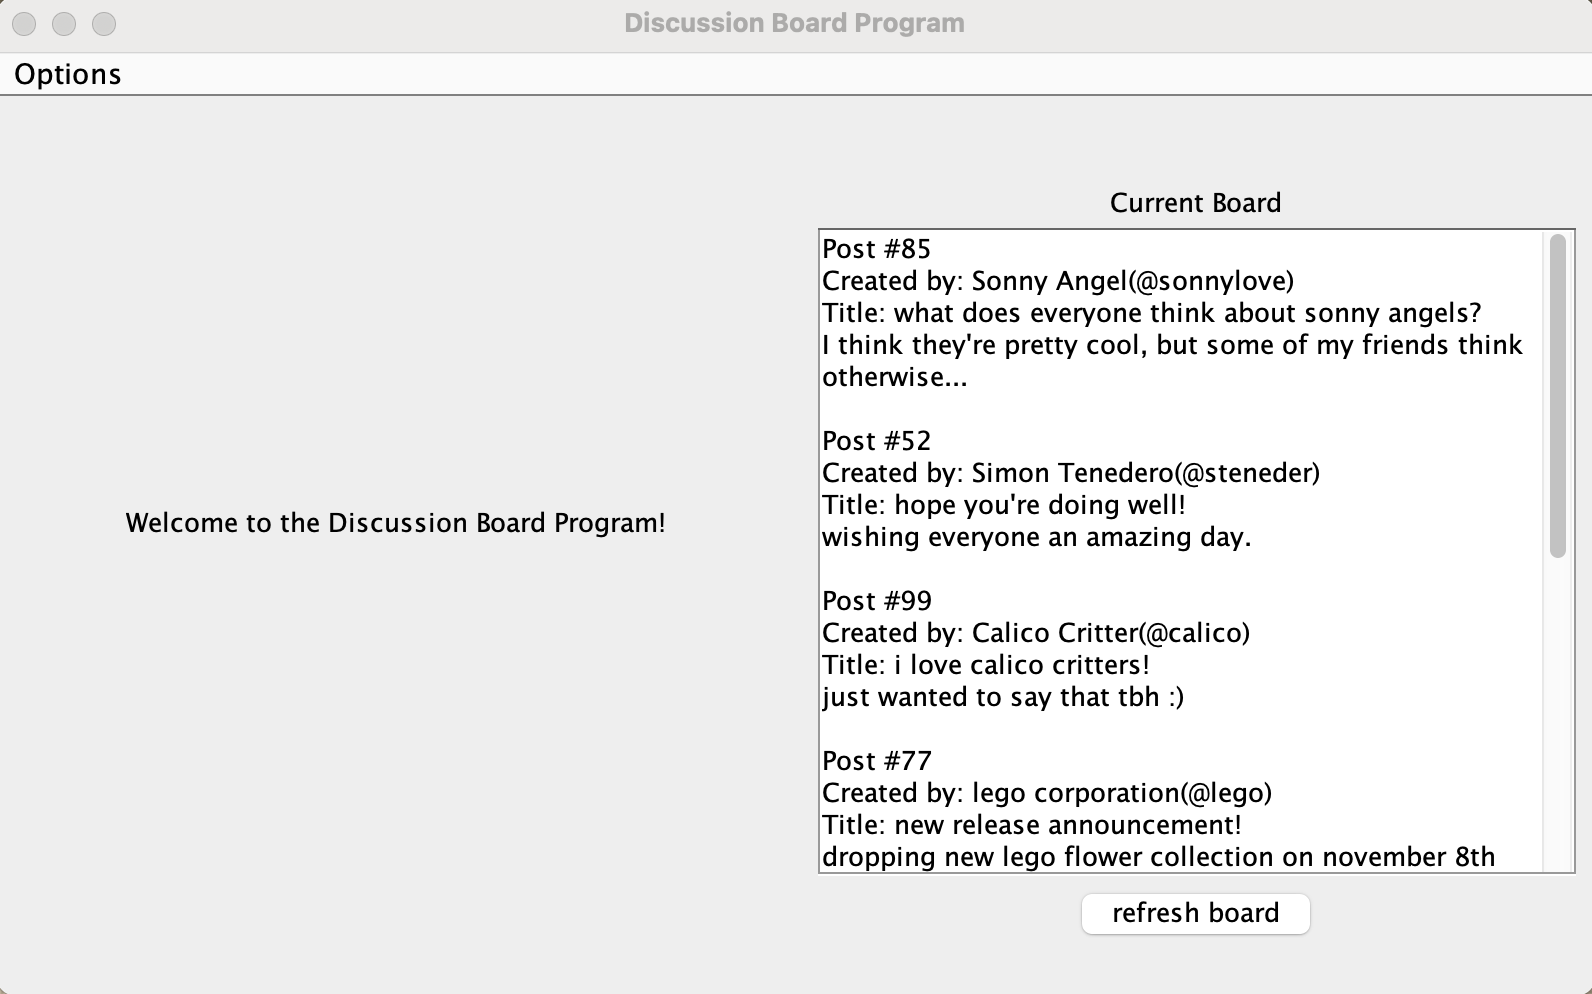 Discussion Board Program
Options
Welcome to the Discussion Board Program!
Current Board
Post #85
Created by: Sonny Angel(@sonnylove)
Title: what does everyone think about sonny angels?
I think they're pretty cool, but some of my friends think
otherwise...
Post #52
Created by: Simon Tenedero(@steneder)
Title: hope you're doing well!
wishing everyone an amazing day.
Post #99
Created by: Calico Critter(@calico)
Title: i love calico critters!
just wanted to say that tbh :)
Post #77
Created by: lego corporation(@lego)
Title: new release announcement!
dropping new lego flower collection on november 8th
refresh board